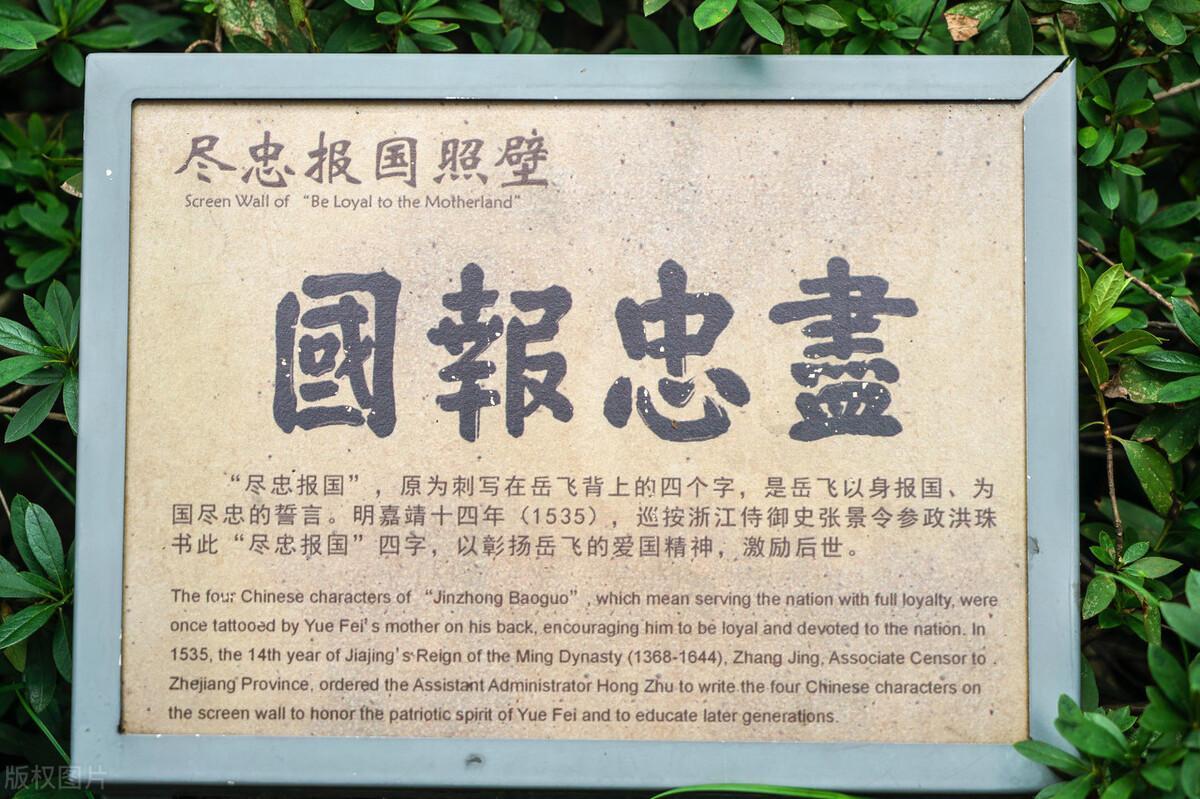 尽忠报国照壁
Screen Wall of “Be Loyal to the Motherland”
國報忠盡
“尽忠报国”，原为刺写在岳飞背上的四个字，是岳飞以身报国、为
国尽忠的誓言。明嘉靖十四年（1535），巡按浙江侍御史张景令参政洪珠
书此“尽忠报国”四字，以彰扬岳飞的爱国精神，激励后世。
The four Chinese characters of “Jinzhong Baoguo”, which mean serving the nation with full loyalty, were
once tattooed by Yue Fei's mother on his back, encouraging him to be loyal and devoted to the nation. In
1535, the 14th year of Jiajing's Reign of the Ming Dynasty (1368-1644), Zhang Jing, Associate Censor to
Zhejiang Province, ordered the Assistant Administrator Hong Zhu to write the four Chinese characters on
the screen wall to honor the patriotic spirit of Yue Fei and to educate later generations.
版权图片